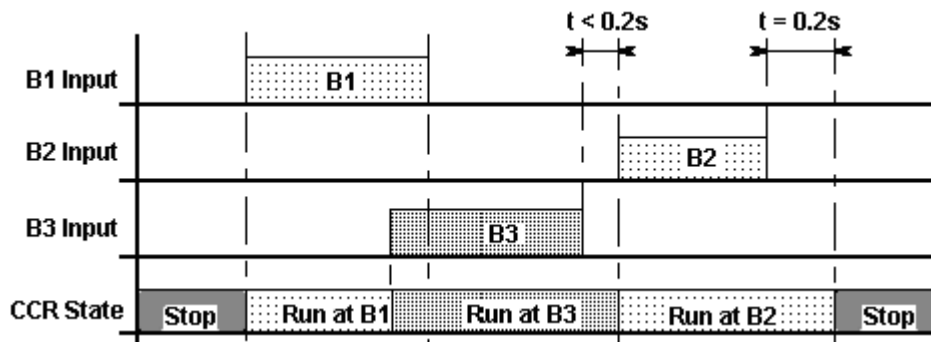 t < 0.2s t = 0.2s
B1 Input B1
B2 Input B2
B3 Input B3
CCR State Stop Run at B1 Run at B3 Run at B2 Stop